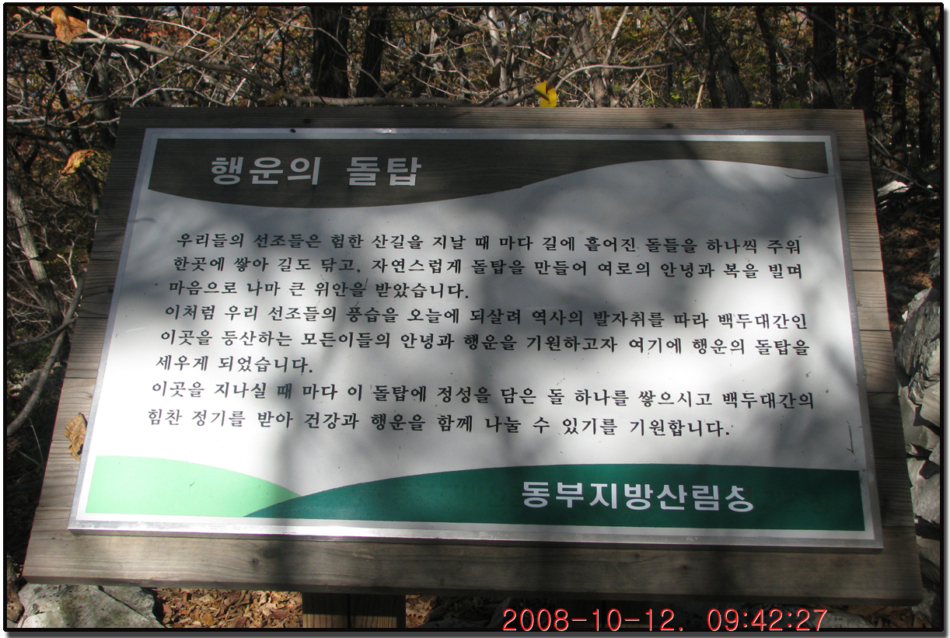 행운의 돌탑
우리들의 선조들은 험한 산길을 지날 때 마다 길에 흩어진 돌들을 하나씩 주워
한곳에 쌓아 길도 닦고, 자연스럽게 돌탑을 만들어 여로의 안녕과 복을 빌며
마음으로 나마 큰 위안을 받았습니다.
이처럼 우리 선조들의 풍습을 오늘에 되살려 역사의 발자취를 따라 백두대간인
이곳을 등산하는 모든이들의 안녕과 행운을 기원하고자 여기에 행운의 돌탑을
세우게 되었습니다.
이곳을 지나실 때 마다 이 돌탑에 정성을 담은 돌 하나를 쌓으시고 백두대간의
힘찬 정기를 받아 건강과 행운을 함께 나눌 수 있기를 기원합니다.
동부지방산림
2008-10-12. 09:42:27